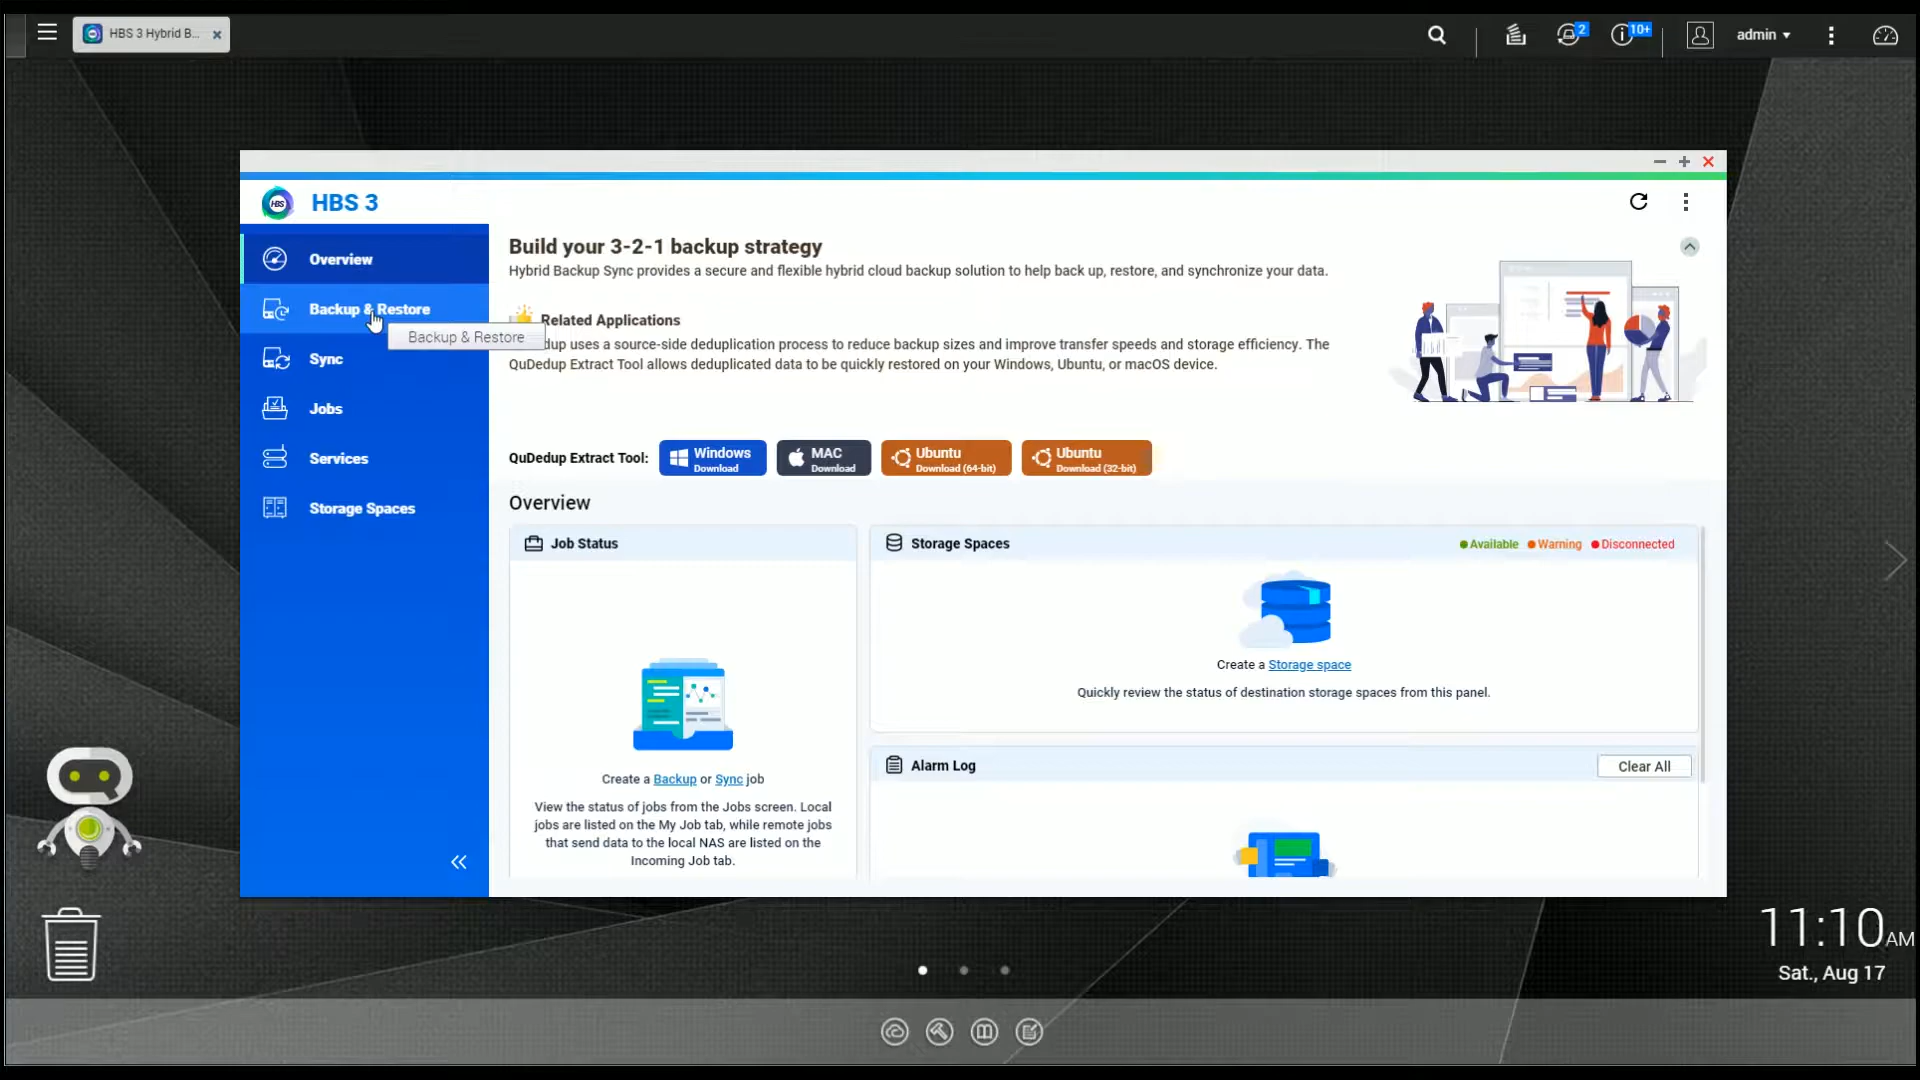 HBS 3 Hybrid B...
2
10+
admin
HBS 3
Overview
Backup & Restore
Backup & Restore
Sync
Jobs
Services
Storage Spaces
Build your 3-2-1 backup strategy
Hybrid Backup Sync provides a secure and flexible hybrid cloud backup solution to help back up, restore, and synchronize your data.
Related Applications
dup uses a source-side deduplication process to reduce backup sizes and improve transfer speeds and storage efficiency. The
QuDedup Extract Tool allows deduplicated data to be quickly restored on your Windows, Ubuntu, or macOS device.
QuDedup Extract Tool:
Windows
Download
MAC
Download
Ubuntu
Download (64-bit)
Ubuntu
Download (32-bit)
Overview
Job Status
Create a Backup or Sync job
View the status of jobs from the Jobs screen. Local
jobs are listed on the My Job tab, while remote jobs
that send data to the local NAS are listed on the
Incoming Job tab.
Storage Spaces
Available Warning Disconnected
Create a Storage space
Quickly review the status of destination storage spaces from this panel.
Alarm Log
Clear All
11:10 AM
Sat., Aug 17